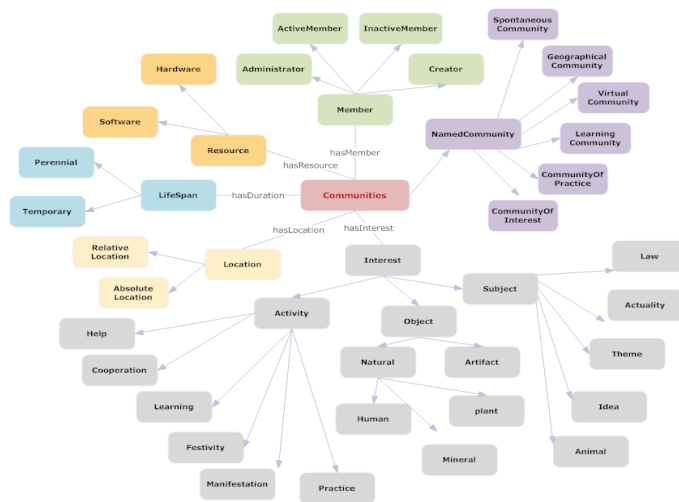 Spontaneous
Community
ActiveMember
InactiveMember
Geographical
Community
Hardware
Administrator
Creator
Virtual
Community
Member
Software
NamedCommunity
Learning
Community
Resource
hasMember
Perennial
hasResource
CommunityOf
Practice
LifeSpan
hasDuration
Communities
Temporary
CommunityOf
Interest
hasLocation
hasInterest
Relative
Location
Location
Interest
Law
Absolute
Location
Subject
Activity
Actuality
Object
Help
Natural
Artifact
Theme
Cooperation
Learning
Human
plant
Idea
Festivity
Mineral
Animal
Manifestation
Practice